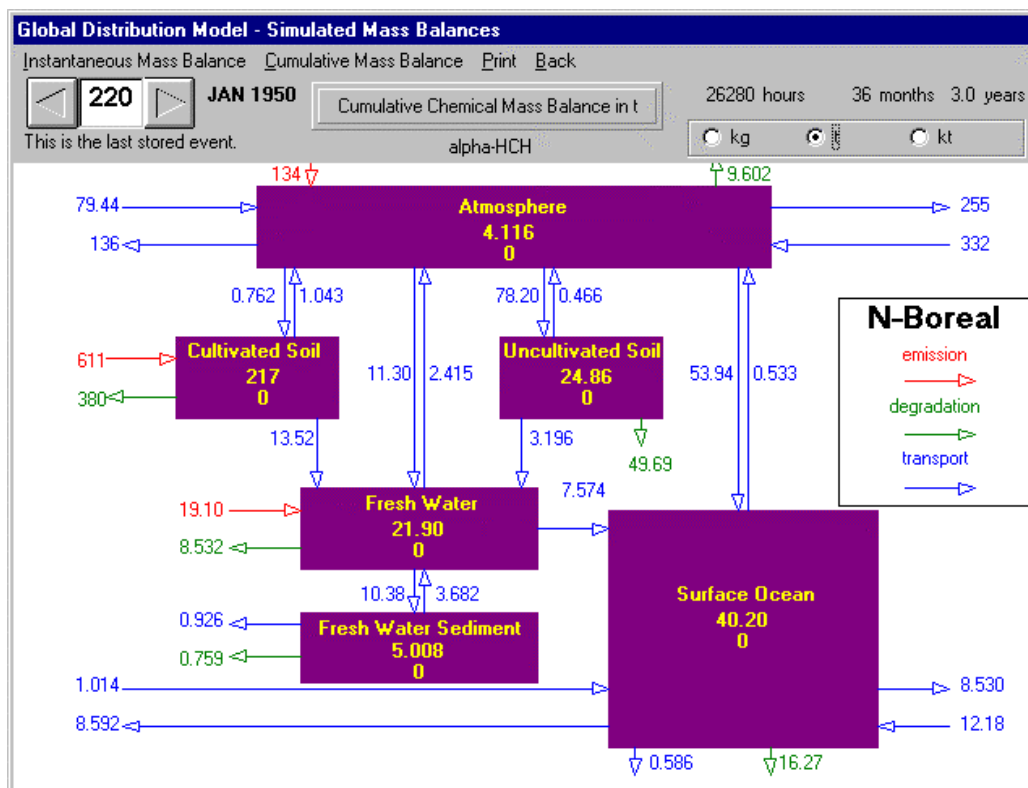 Global Distribution Model - Simulated Mass Balances
Instantaneous Mass Balance Cumulative Mass Balance Print Back
220 JAN 1950 Cumulative Chemical Mass Balance in t 26280 hours 36 months 3.0 years
This is the last stored event. alpha-HCH kg t kt
134 9.602
79.44 Atmosphere 255
136 4.116 332
0
0.762 1.043 78.20 0.466
N-Boreal
611 Cultivated Soil Uncultivated Soil emission
217 11.30 2.415 24.86 53.94 0.533
380 0 0 degradation
13.52 3.196 49.69 transport
7.574
19.10 Fresh Water
21.90
8.532 0
10.38 3.682 Surface Ocean
0.926 Fresh Water Sediment 40.20
5.008 0
0.759 0
1.014 8.530
8.592 12.18
0.586 16.27